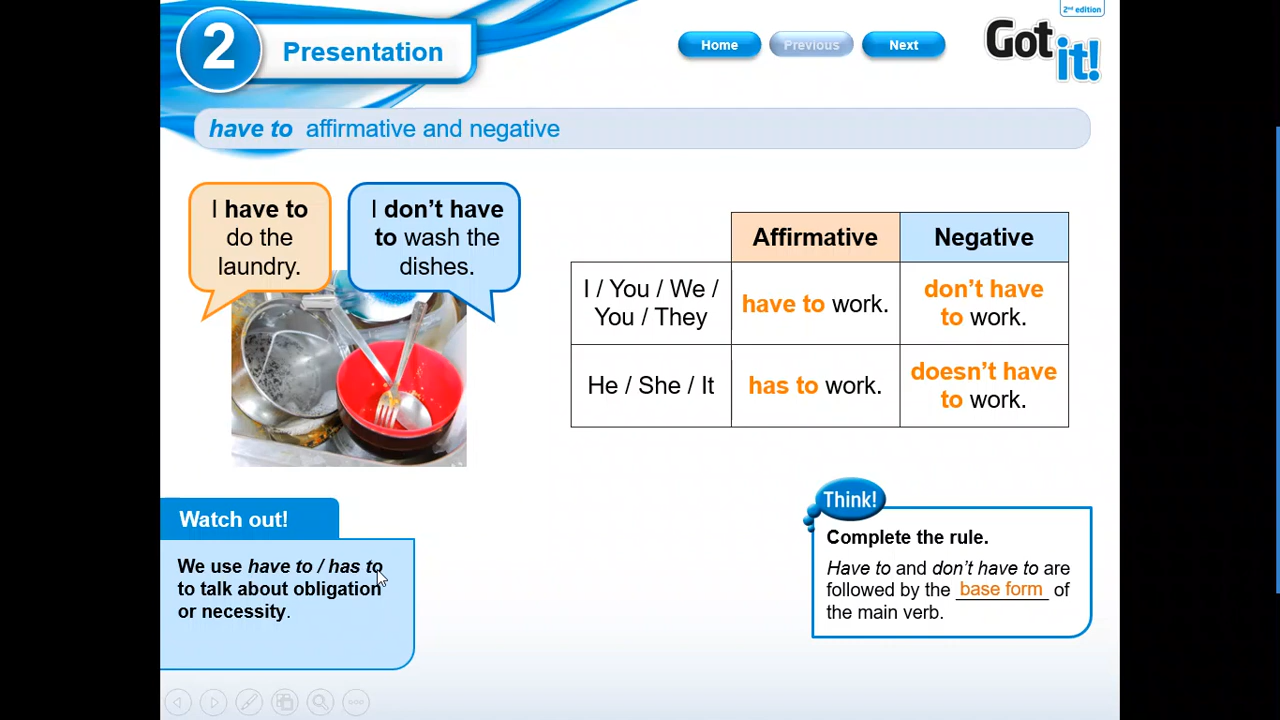 2
Presentation
Home
Previous
Next
2nd edition
Got it!
have to affirmative and negative
I have to
do the
laundry.
I don't have
to wash the
dishes.
Affirmative
Negative
I / You / We /
You / They
have to work.
don't have
to work.
He / She / It
has to work.
doesn't have
to work.
Watch out!
We use have to / has to
to talk about obligation
or necessity.
Think!
Complete the rule.
Have to and don't have to are
followed by the base form of
the main verb.